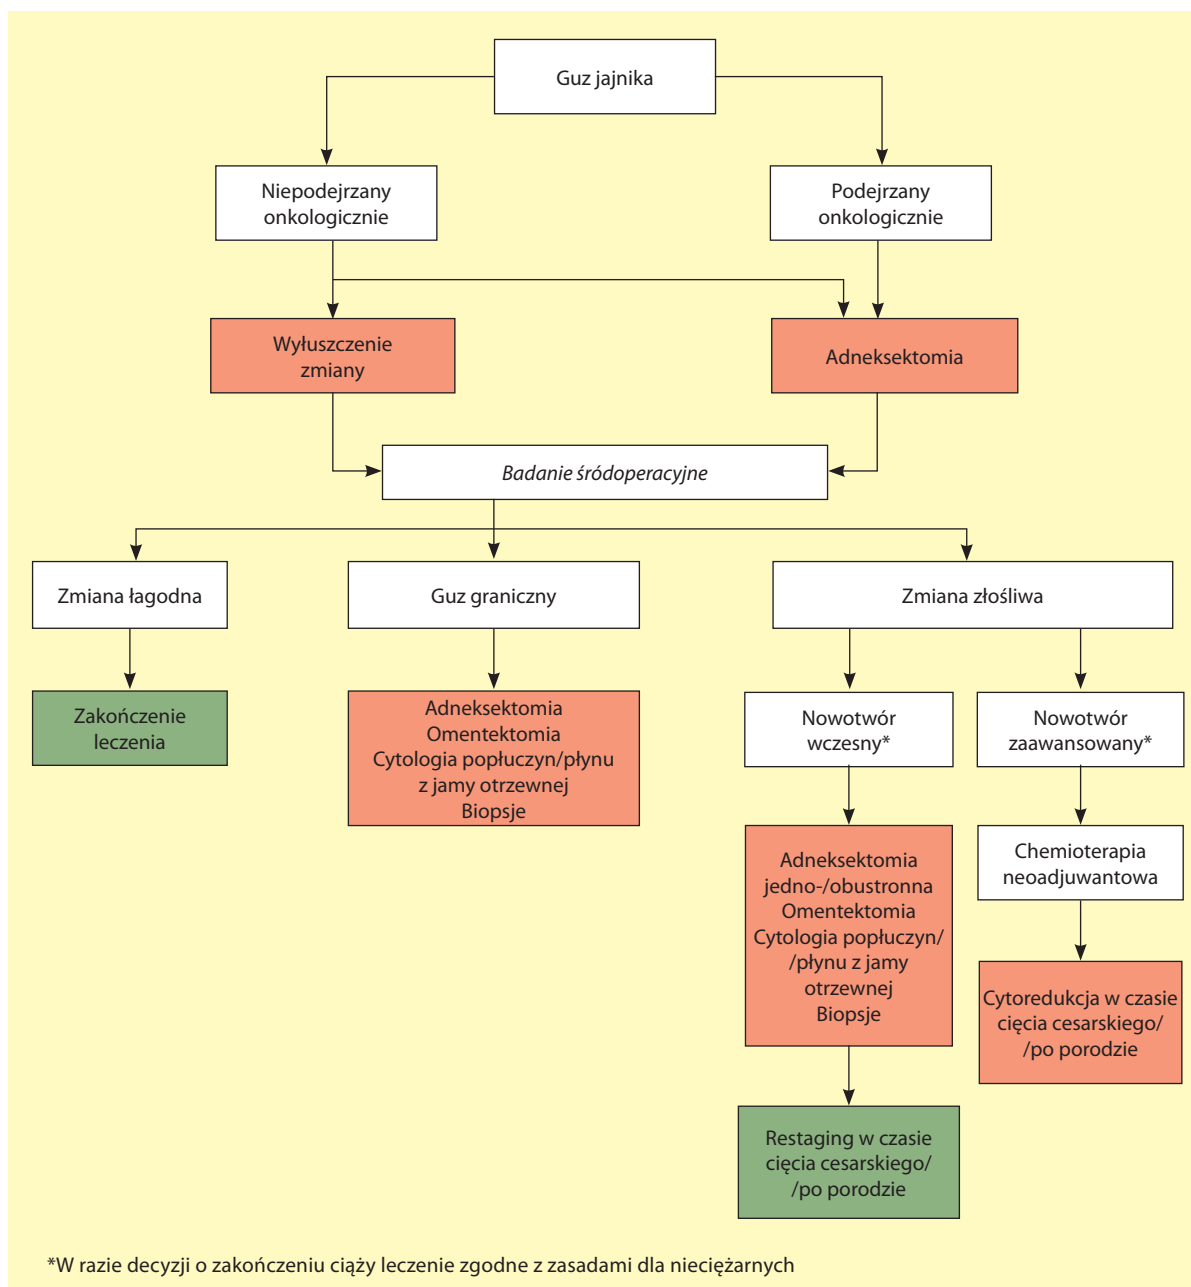 Guz jajnika
Niepodejrzany
onkologicznie
Podejrzany
onkologicznie
Wyłuszczenie
zmiany
Adneksektomia
Badanie śródoperacyjne
Zmiana łagodna
Guz graniczny
Zmiana złośliwa
Zakończenie
leczenia
Adneksektomia
Omentektomia
Cytologia popłuczyn/płynu
z jamy otrzewnej
Biopsje
Nowotwór
wczesny*
Nowotwór
zaawansowany*
Adneksektomia
jedno-/obustronna
Omentektomia
Cytologia popłuczyn/
/płynu z jamy
otrzewnej
Biopsje
Chemioterapia
neoadjuwantowa
Cytoredukcja w czasie
cięcia cesarskiego/
/po porodzie
Restaging w czasie
cięcia cesarskiego/
/po porodzie
*W razie decyzji o zakończeniu ciąży leczenie zgodne z zasadami dla nieciężarnych